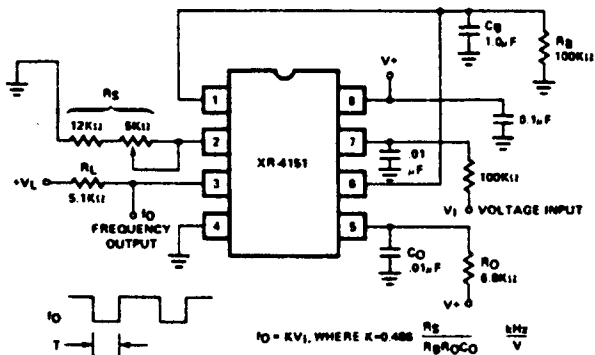 CB
1.0µF
RB
100KΩ
V+
0.1µF
RS
12KΩ 5KΩ
1
8
2
7
XR-4151
.01
µF
100KΩ
RL
+VL
5.1KΩ
3
6
VI VOLTAGE INPUT
fO
FREQUENCY
OUTPUT
4
5
CO
.01µF
RO
6.8KΩ
V+
fO
T
fO = KVI, WHERE K=0.486 RS kHz
RBROCO V